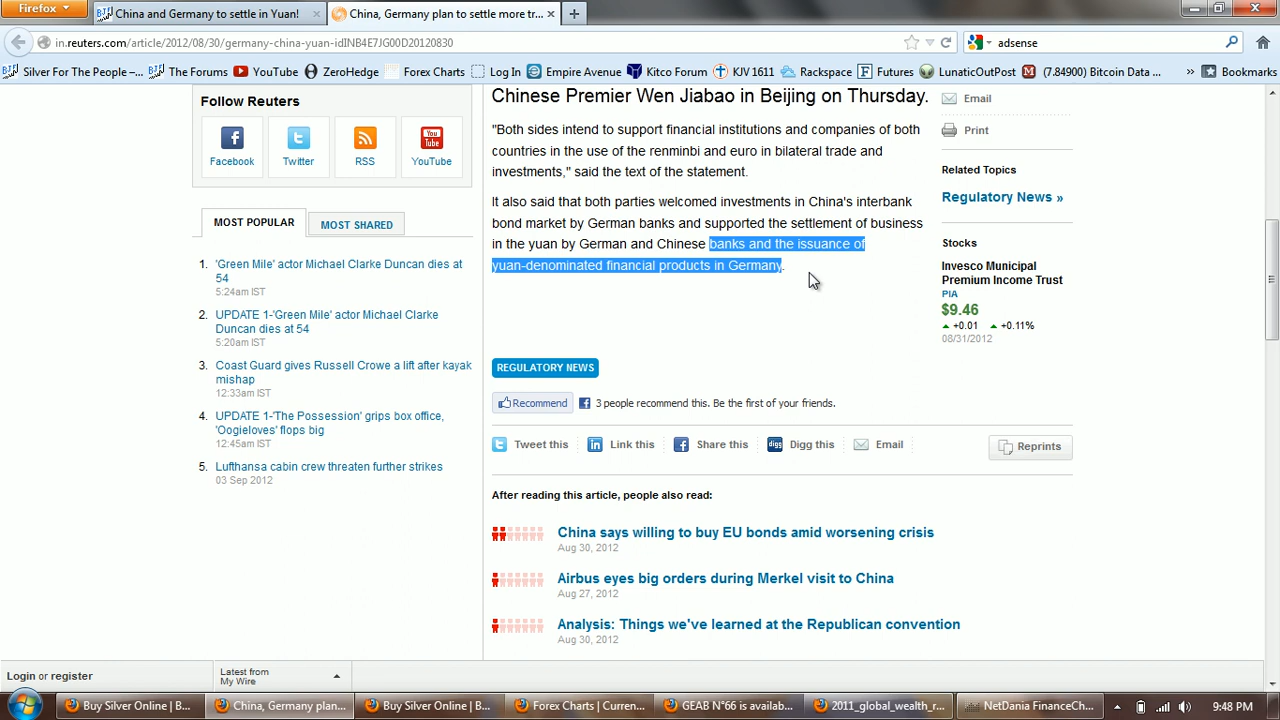 Firefox
China and Germany to settle in Yuan!
China, Germany plan to settle more tr...
in.reuters.com/article/2012/08/30/germany-china-yuan-idINB4E7JG00D20120830
adsense
Silver For The People –...
The Forums
YouTube
ZeroHedge
Forex Charts
Log In
Empire Avenue
Kitco Forum
KJV 1611
Rackspace
Futures
LunaticOutPost
(7.84900) Bitcoin Data ...
Bookmarks
Follow Reuters
Facebook
Twitter
RSS
YouTube
MOST POPULAR
MOST SHARED
1. 'Green Mile' actor Michael Clarke Duncan dies at
54
5:24am IST
2. UPDATE 1-'Green Mile' actor Michael Clarke
Duncan dies at 54
5:20am IST
3. Coast Guard gives Russell Crowe a lift after kayak
mishap
12:33am IST
4. UPDATE 1-'The Possession' grips box office,
'Oogieloves' flops big
12:45am IST
5. Lufthansa cabin crew threaten further strikes
03 Sep 2012
Chinese Premier Wen Jiabao in Beijing on Thursday.
"Both sides intend to support financial institutions and companies of both
countries in the use of the renminbi and euro in bilateral trade and
investments," said the text of the statement.
It also said that both parties welcomed investments in China's interbank
bond market by German banks and supported the settlement of business
in the yuan by German and Chinese banks and the issuance of
yuan-denominated financial products in Germany.
REGULATORY NEWS
Recommend
3 people recommend this. Be the first of your friends.
Tweet this
Link this
Share this
Digg this
Email
Reprints
After reading this article, people also read:
China says willing to buy EU bonds amid worsening crisis
Aug 30, 2012
Airbus eyes big orders during Merkel visit to China
Aug 27, 2012
Analysis: Things we've learned at the Republican convention
Aug 30, 2012
Email
Print
Related Topics
Regulatory News »
Stocks
Invesco Municipal
Premium Income Trust
PIA
$9.46
+0.01 +0.11%
08/31/2012
Login or register
Latest from
My Wire
Buy Silver Online | B...
China, Germany plan...
Buy Silver Online | B...
Forex Charts | Curren...
GEAB N°66 is availab...
2011_global_wealth_r...
NetDania FinanceCh...
9:48 PM